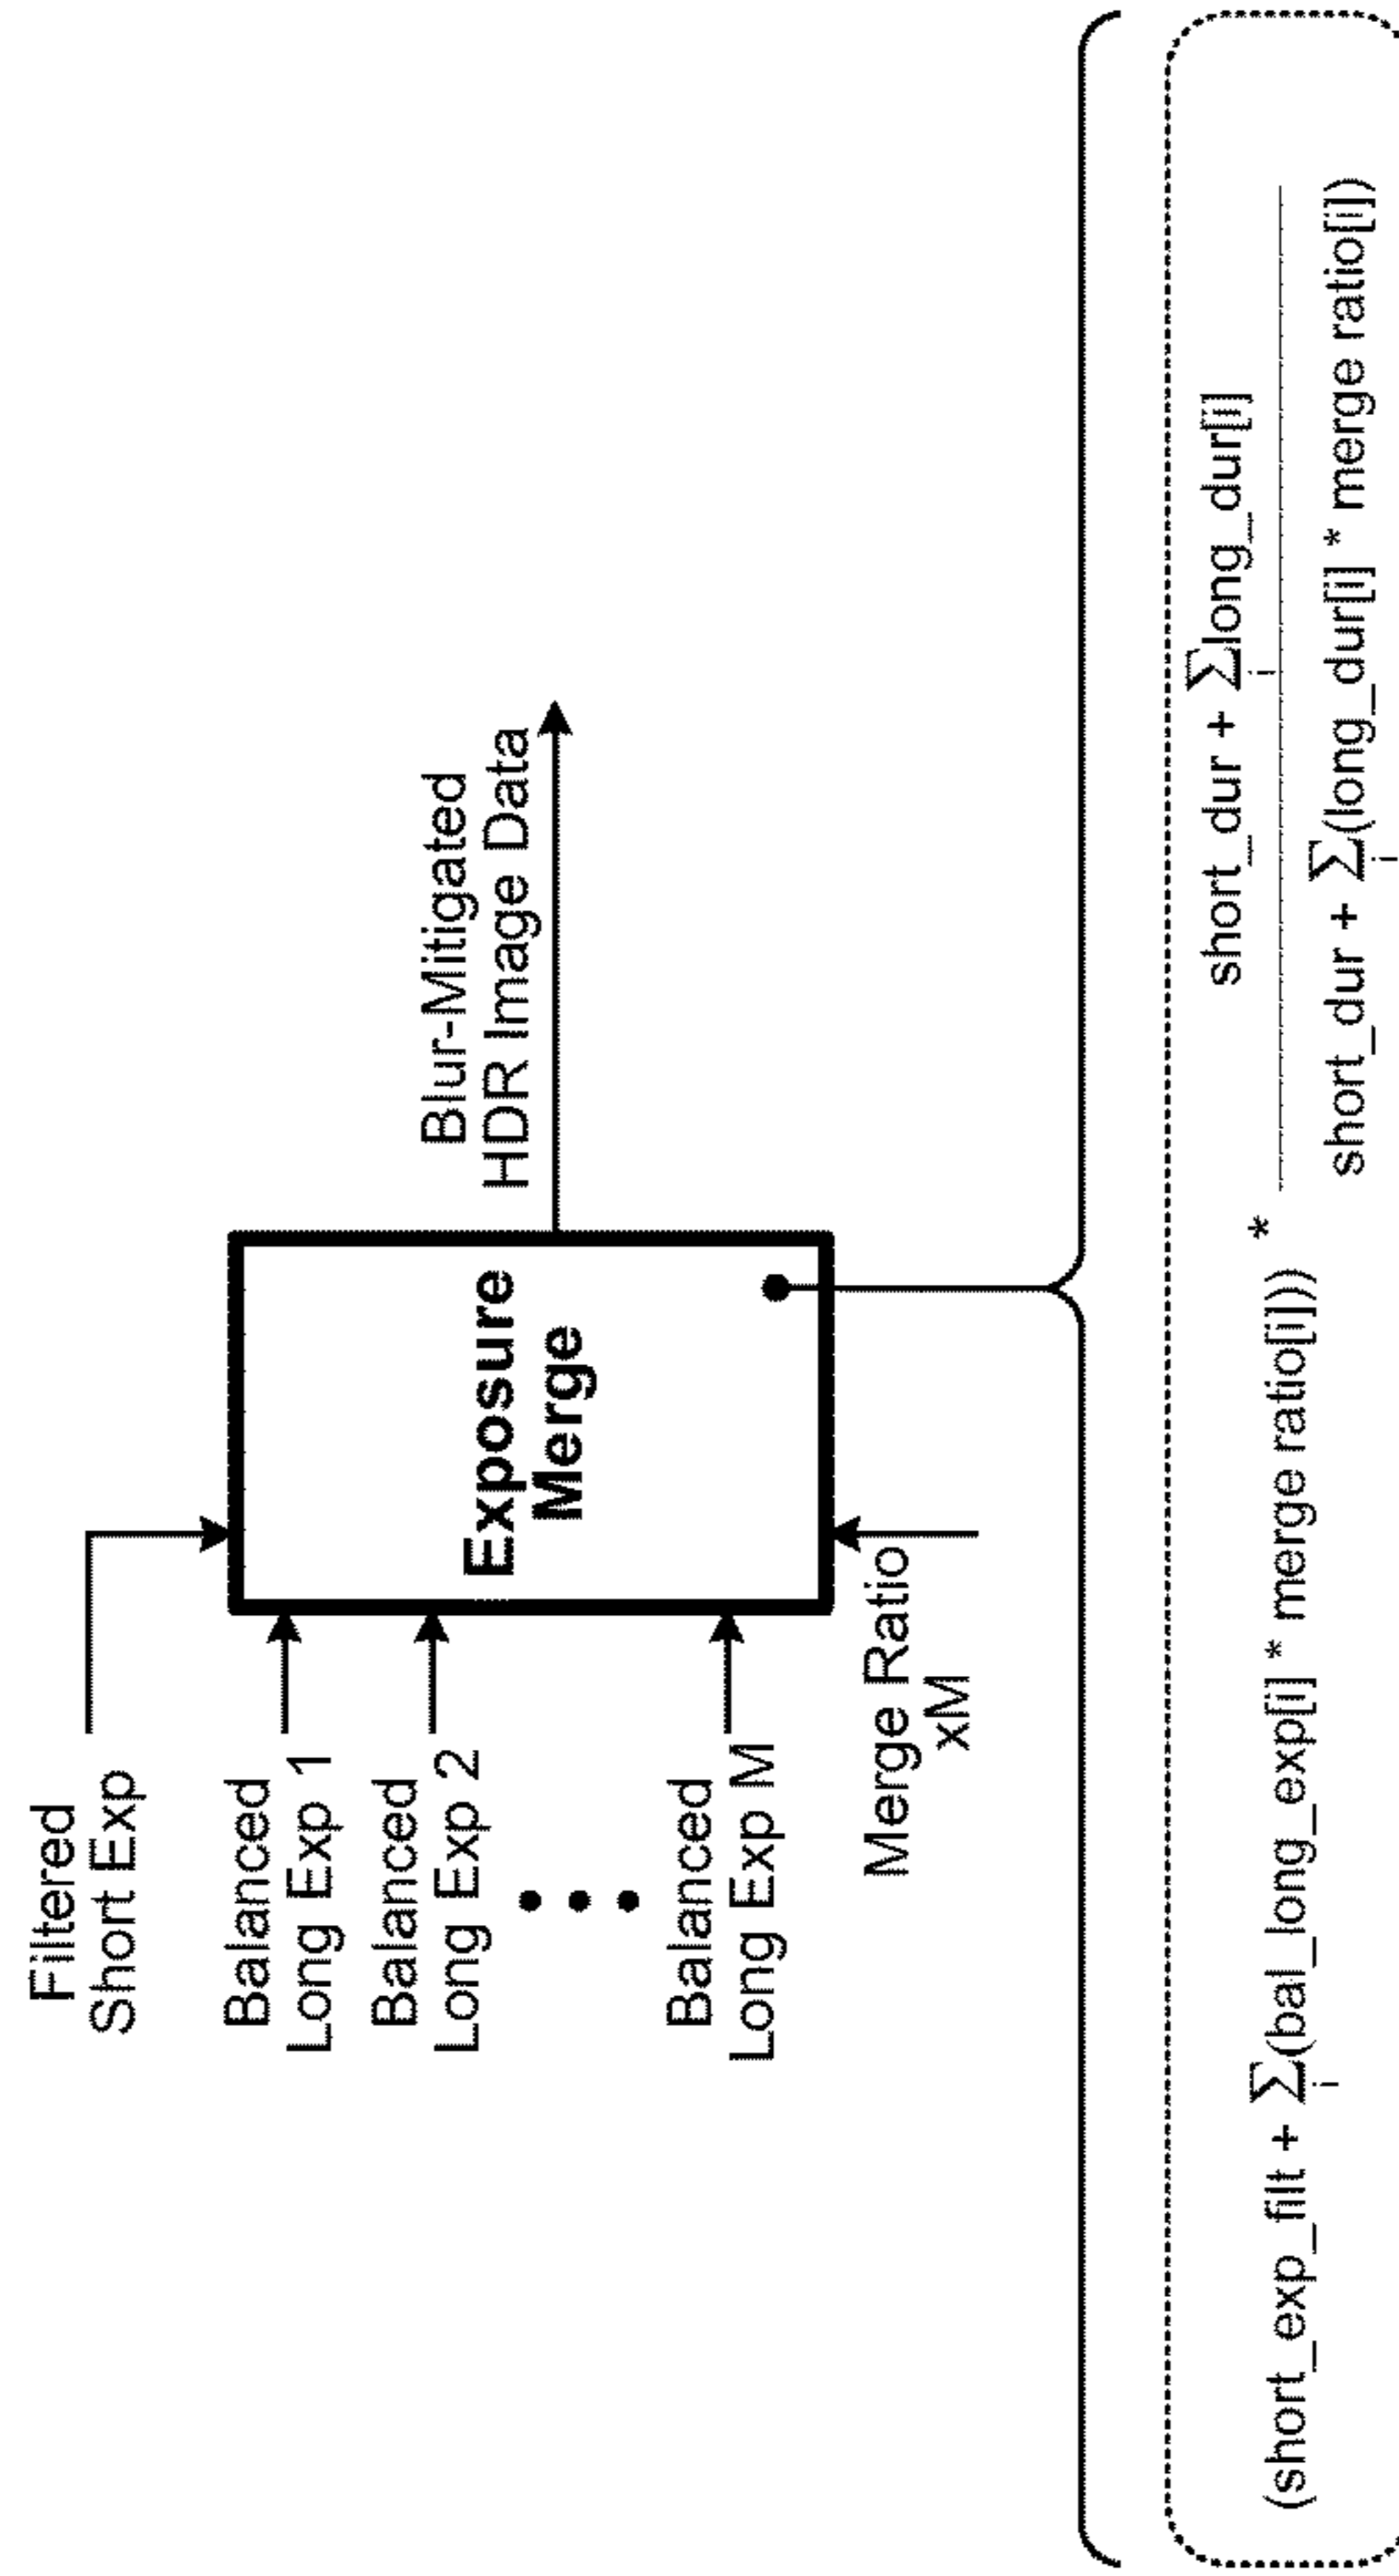 Filtered
Short Exp
Balanced
Long Exp 1
Balanced
Long Exp 2
Balanced
Long Exp M
Merge Ratio
xM
Exposure
Merge
Blur-Mitigated
HDR Image Data
(short_exp_filt + ∑(bal_long_exp[i] * merge ratio[i])) *
i
short_dur + ∑long_dur[i]
i
short_dur + ∑(long_dur[i] * merge ratio[i])
i